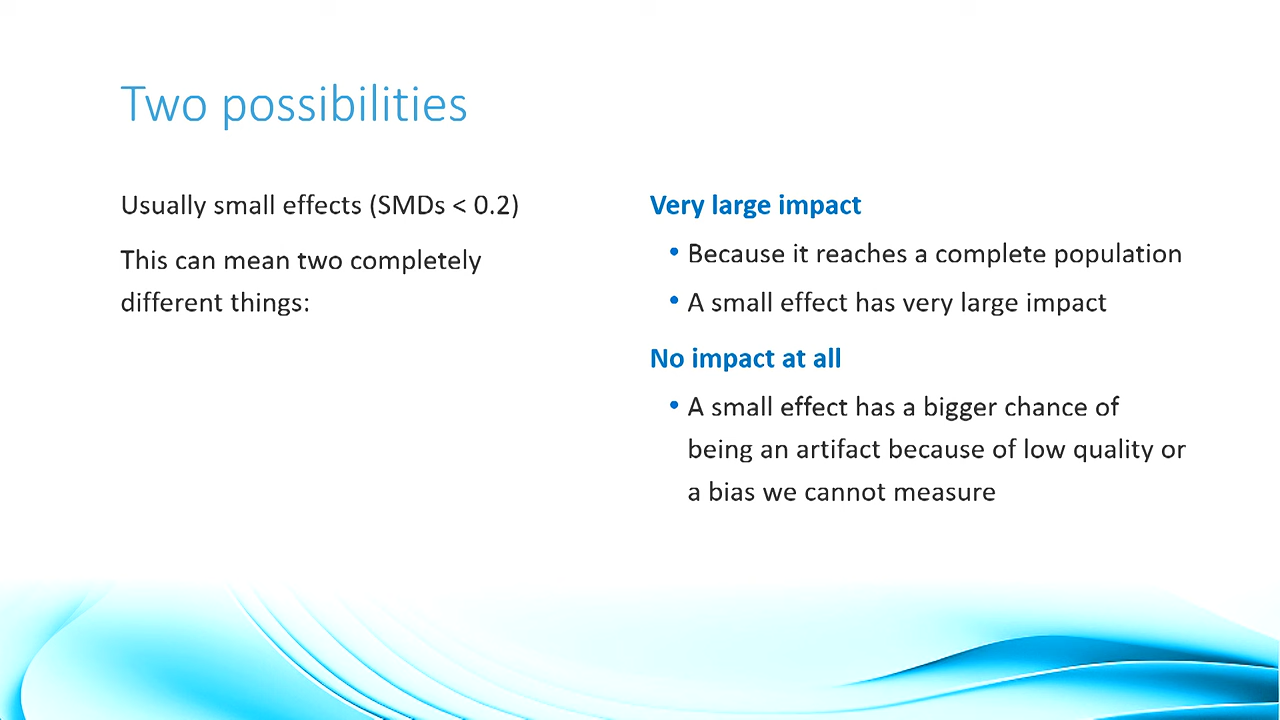 Two possibilities
Usually small effects (SMDs < 0.2)
This can mean two completely
different things:
Very large impact
• Because it reaches a complete population
• A small effect has very large impact
No impact at all
• A small effect has a bigger chance of
being an artifact because of low quality or
a bias we cannot measure